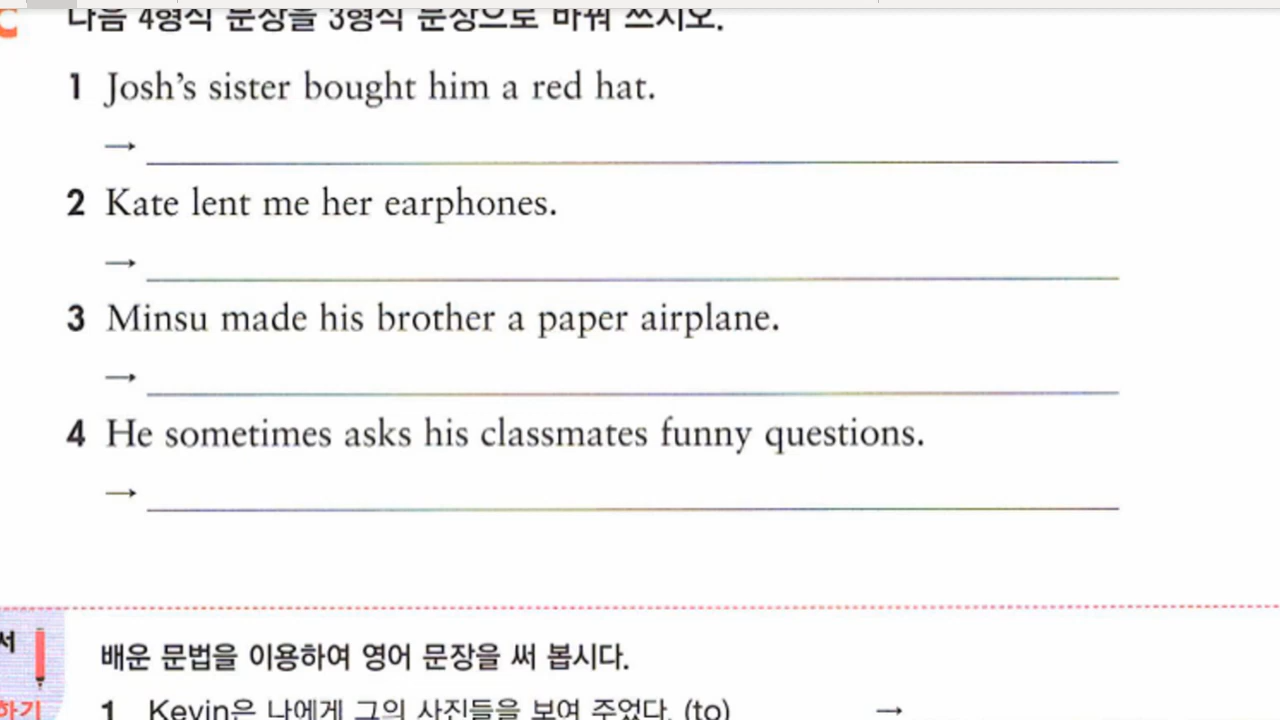 C 다음 4형식 문장을 3형식 문장으로 바꿔 쓰시오.
1 Josh's sister bought him a red hat.
→
2 Kate lent me her earphones.
→
3 Minsu made his brother a paper airplane.
→
4 He sometimes asks his classmates funny questions.
→
서
배운 문법을 이용하여 영어 문장을 써 봅시다.
하기
1 Kevin은 나에게 그의 사진들을 보여 주었다. (to) →